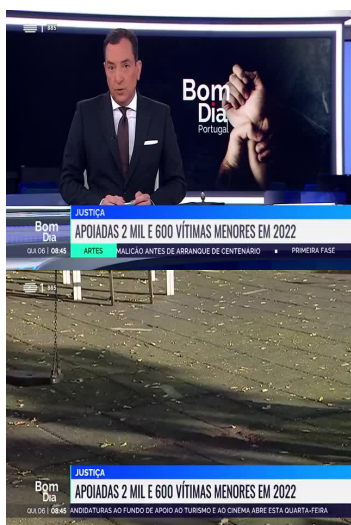 885
Bom
Dia
Portugal
JUSTIÇA
APOIADAS 2 MIL E 600 VÍTIMAS MENORES EM 2022
Bom
Dia
QUI.06 08:45
ARTES MALICÃO ANTES DE ARRANQUE DE CENTENÁRIO PRIMEIRA FASE
885
JUSTIÇA
APOIADAS 2 MIL E 600 VÍTIMAS MENORES EM 2022
Bom
Dia
QUI.06 08:45 ANDIDATURAS AO FUNDO DE APOIO AO TURISMO E AO CINEMA ABRE ESTA QUARTA-FEIRA